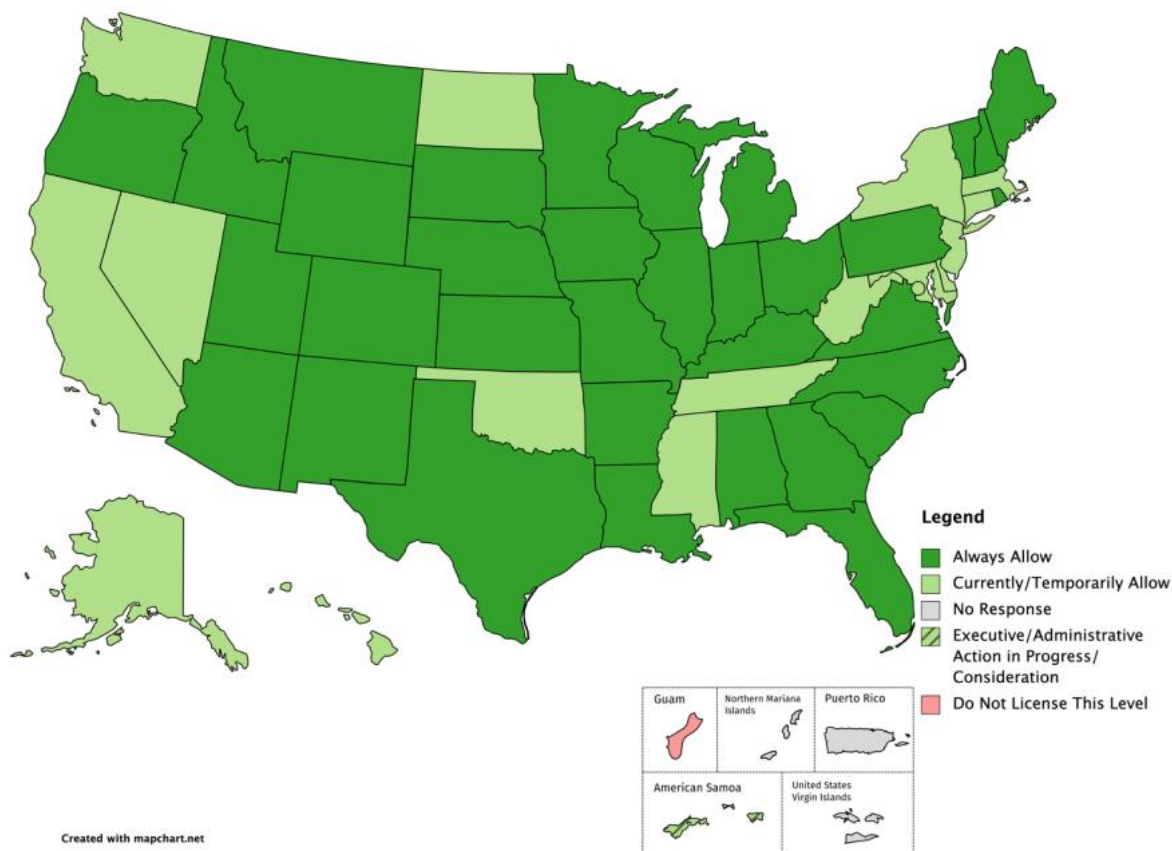 Legend
Always Allow
Currently/Temporarily Allow
No Response
Executive/Administrative
Action in Progress/
Consideration
Do Not License This Level
Guam
Northern Mariana
Islands
Puerto Rico
American Samoa
United States
Virgin Islands
Created with mapchart.net